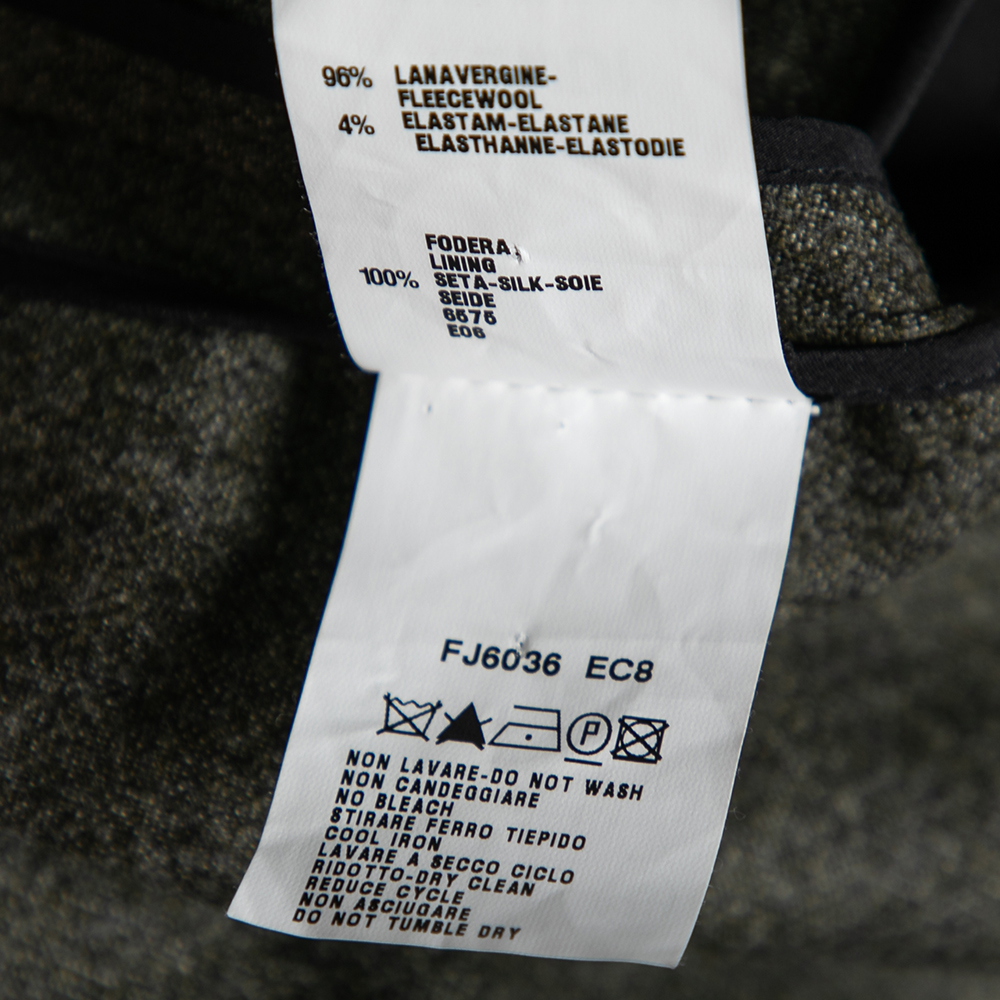 96% LANAVERGINE-
FLEECEWOOL
4% ELASTAM-ELASTANE
ELASTHANNE-ELASTODIE
FODERA
LINING
100% SETA-SILK-SOIE
SEIDE
6575
E06
FJ6036 EC8
P
NON LAVARE-DO NOT WASH
NON CANDEGGIARE
NO BLEACH
STIRARE FERRO TIEPIDO
COOL IRON
LAVARE A SECCO CICLO
RIDOTTO-DRY CLEAN
REDUCE CYCLE
NON ASCIUGARE
DO NOT TUMBLE DRY